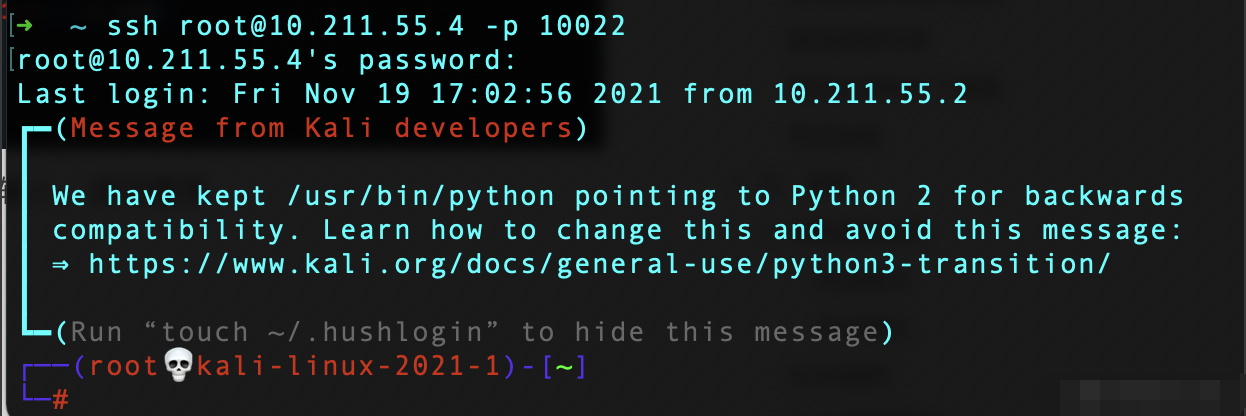 ➜ ~ ssh root@10.211.55.4 -p 10022
root@10.211.55.4's password:
Last login: Fri Nov 19 17:02:56 2021 from 10.211.55.2
┏━(Message from Kali developers)
┃ We have kept /usr/bin/python pointing to Python 2 for backwards
┃ compatibility. Learn how to change this and avoid this message:
┃ ⇒ https://www.kali.org/docs/general-use/python3-transition/
┗━(Run “touch ~/.hushlogin” to hide this message)
┌──(root💀kali-linux-2021-1)-[~]
└─#